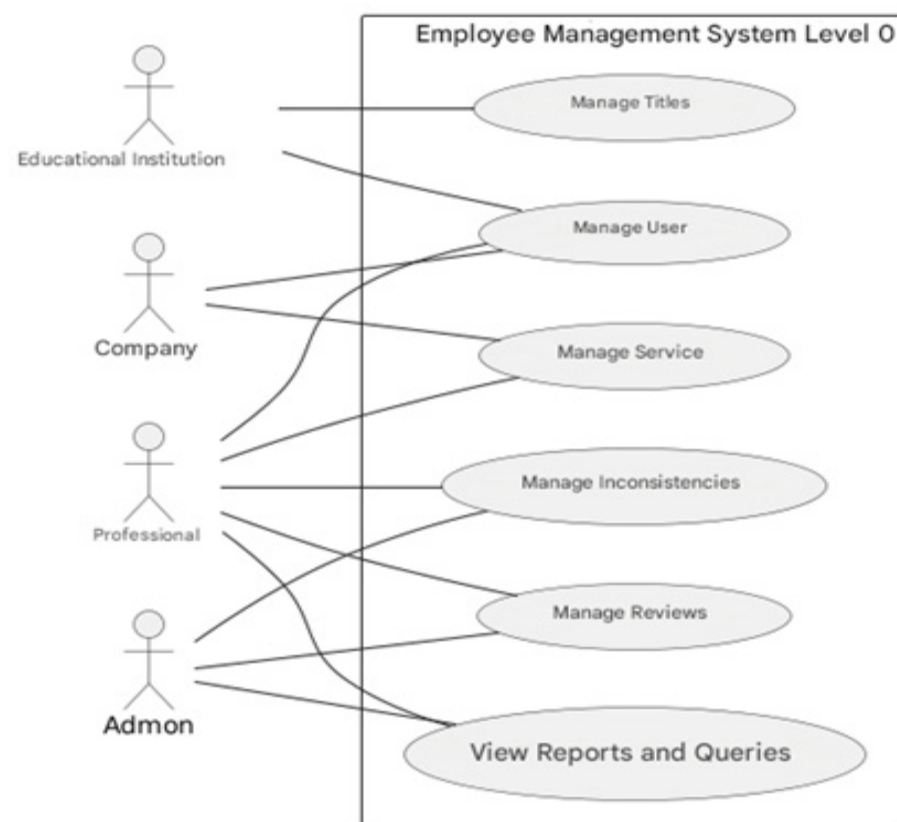 Employee Management System Level 0
Educational Institution
Manage Titles
Manage User
Company
Manage Service
Professional
Manage Inconsistencies
Manage Reviews
Admon
View Reports and Queries